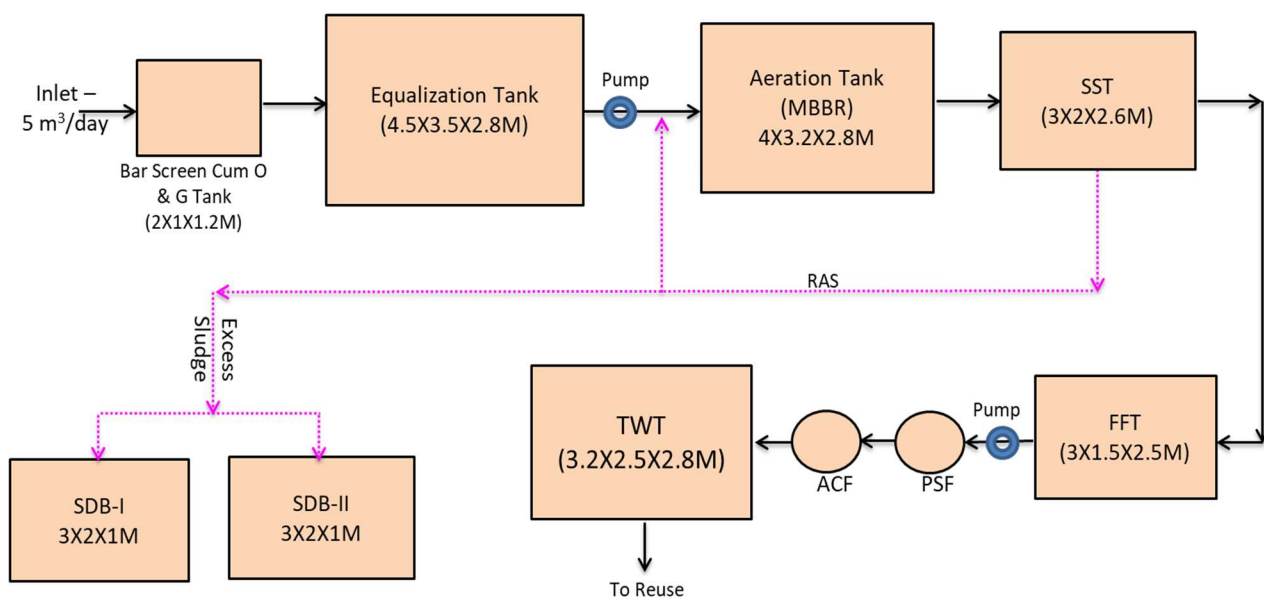 Inlet –
5 m³/day
Bar Screen Cum O
& G Tank
(2X1X1.2M)
Equalization Tank
(4.5X3.5X2.8M)
Pump
Aeration Tank
(MBBR)
4X3.2X2.8M
SST
(3X2X2.6M)
RAS
Excess
Sludge
SDB-I
3X2X1M
SDB-II
3X2X1M
TWT
(3.2X2.5X2.8M)
ACF
PSF
Pump
FFT
(3X1.5X2.5M)
To Reuse